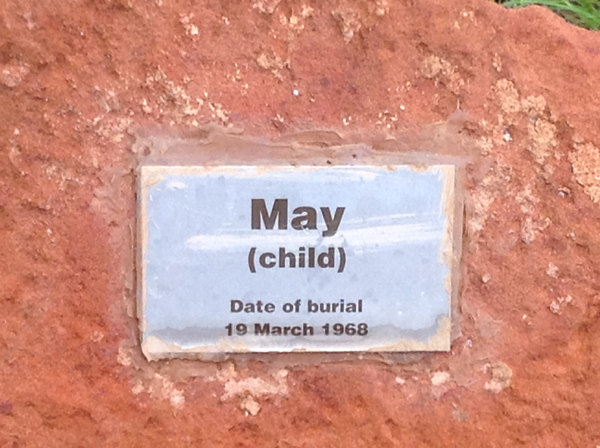 May
(child)
Date of burial
19 March 1968